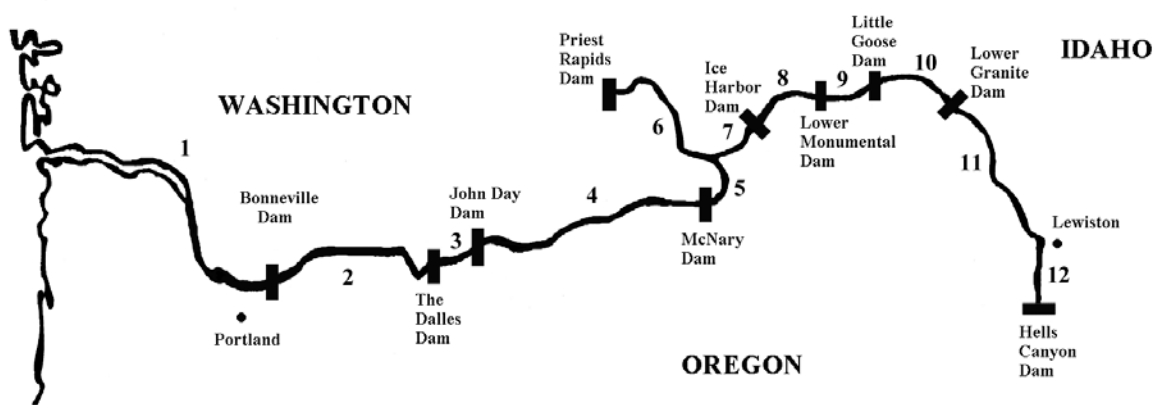 Priest
Rapids
Dam
Ice
Harbor
Dam
Little
Goose
Dam
Lower
Granite
Dam
IDAHO
WASHINGTON
1
2
3
4
5
6
7
8
9
10
11
12
Bonneville
Dam
John Day
Dam
Lower
Monumental
Dam
McNary
Dam
Lewiston
Portland
The
Dalles
Dam
Hells
Canyon
Dam
OREGON